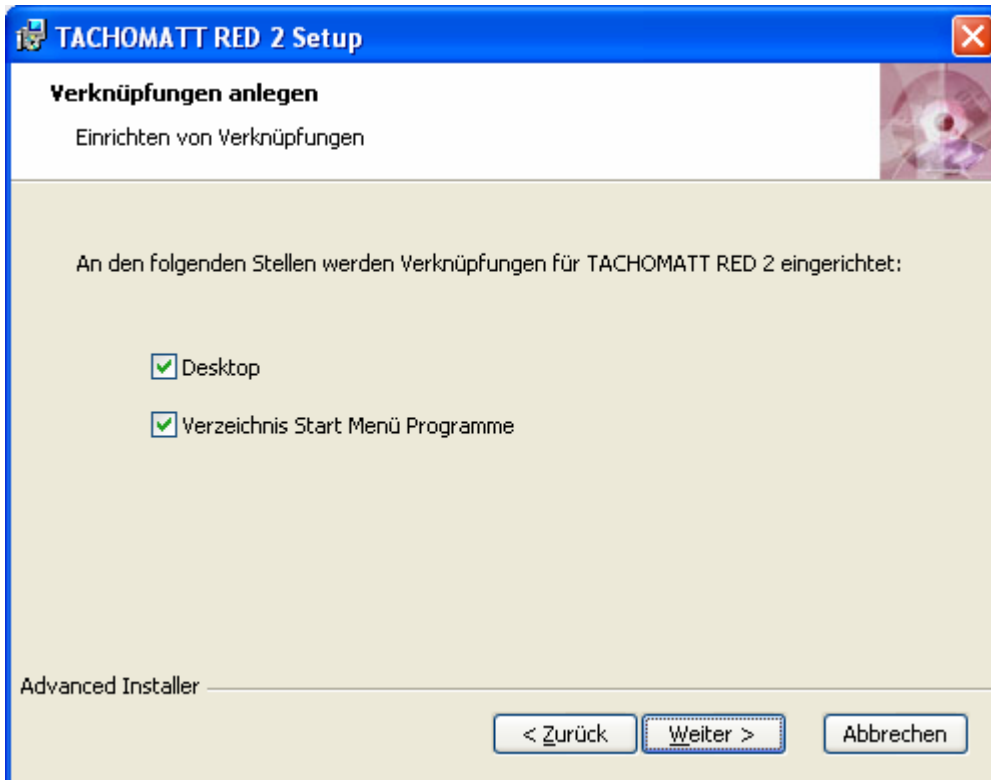 TACHOMATT RED 2 Setup
Verknüpfungen anlegen
Einrichten von Verknüpfungen
An den folgenden Stellen werden Verknüpfungen für TACHOMATT RED 2 eingerichtet:
Desktop
Verzeichnis Start Menü Programme
Advanced Installer
< Zurück Weiter > Abbrechen